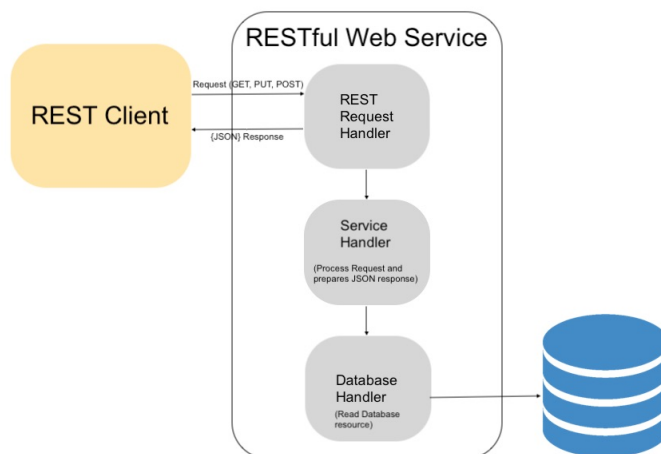 RESTful Web Service
REST Client
Request (GET, PUT, POST)
{JSON} Response
REST
Request
Handler
Service
Handler
(Process Request and
prepares JSON response)
Database
Handler
(Read Database
resource)